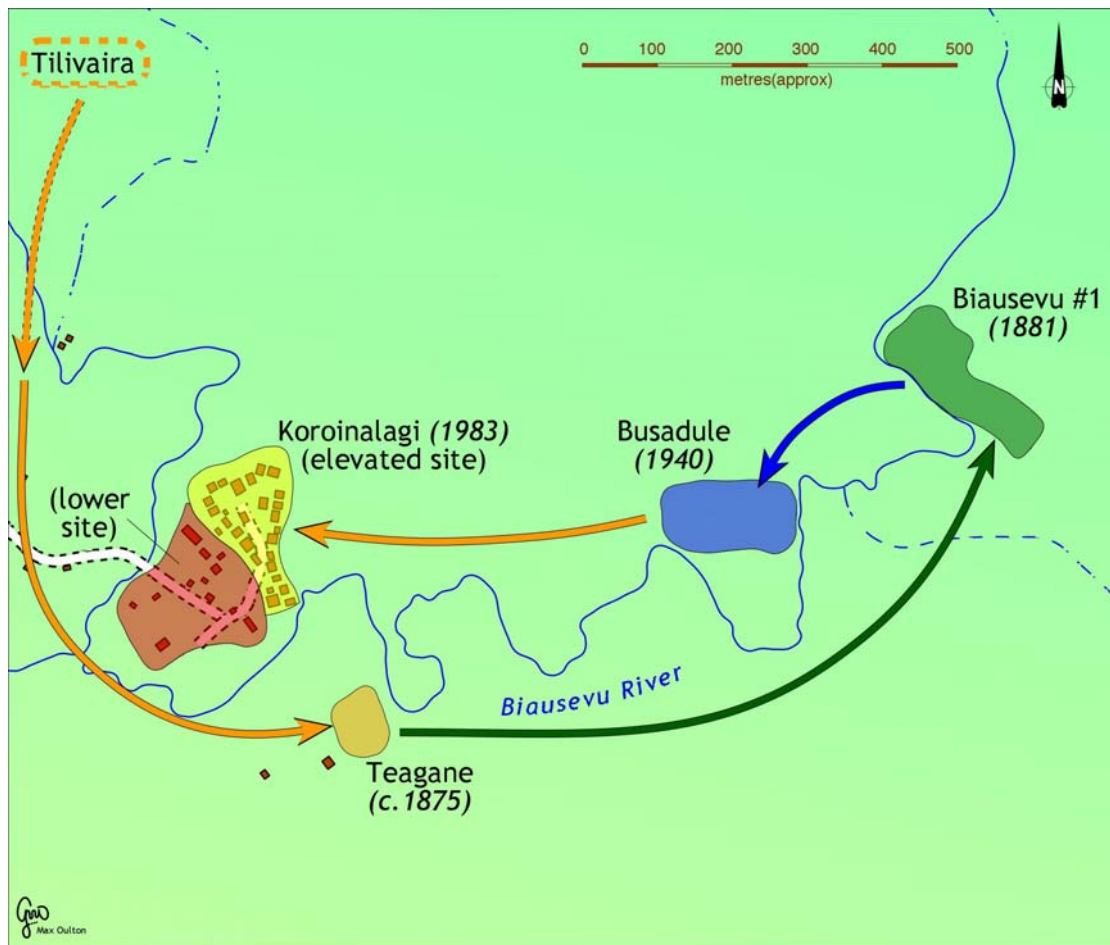 Tilivaira
0 100 200 300 400 500
metres(approx)
N
Biausevu #1
(1881)
Koroinalagi (1983)
(elevated site)
Busadule
(1940)
(lower
site)
Biausevu River
Teagane
(c.1875)
Max Oulton